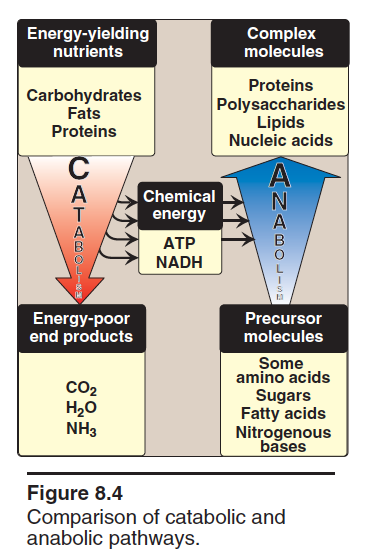 Energy-yielding
nutrients
Carbohydrates
Fats
Proteins
Complex
molecules
Proteins
Polysaccharides
Lipids
Nucleic acids
CATABOLISM
Chemical
energy
ATP
NADH
ANABOLISM
Energy-poor
end products
CO₂
H₂O
NH₃
Precursor
molecules
Some
amino acids
Sugars
Fatty acids
Nitrogenous
bases
Figure 8.4
Comparison of catabolic and
anabolic pathways.